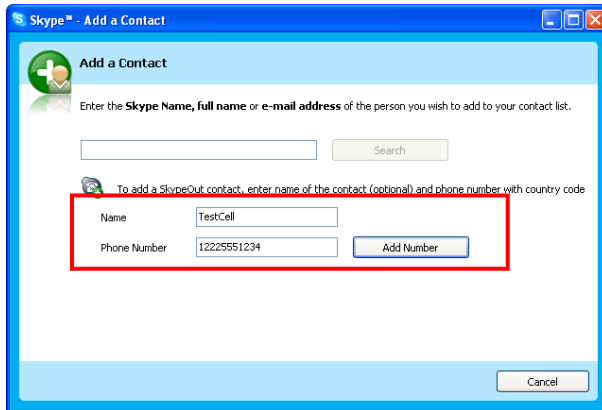 Skype™ - Add a Contact
Add a Contact
Enter the Skype Name, full name or e-mail address of the person you wish to add to your contact list.
Search
To add a SkypeOut contact, enter name of the contact (optional) and phone number with country code
Name TestCell
Phone Number 12225551234 Add Number
Cancel